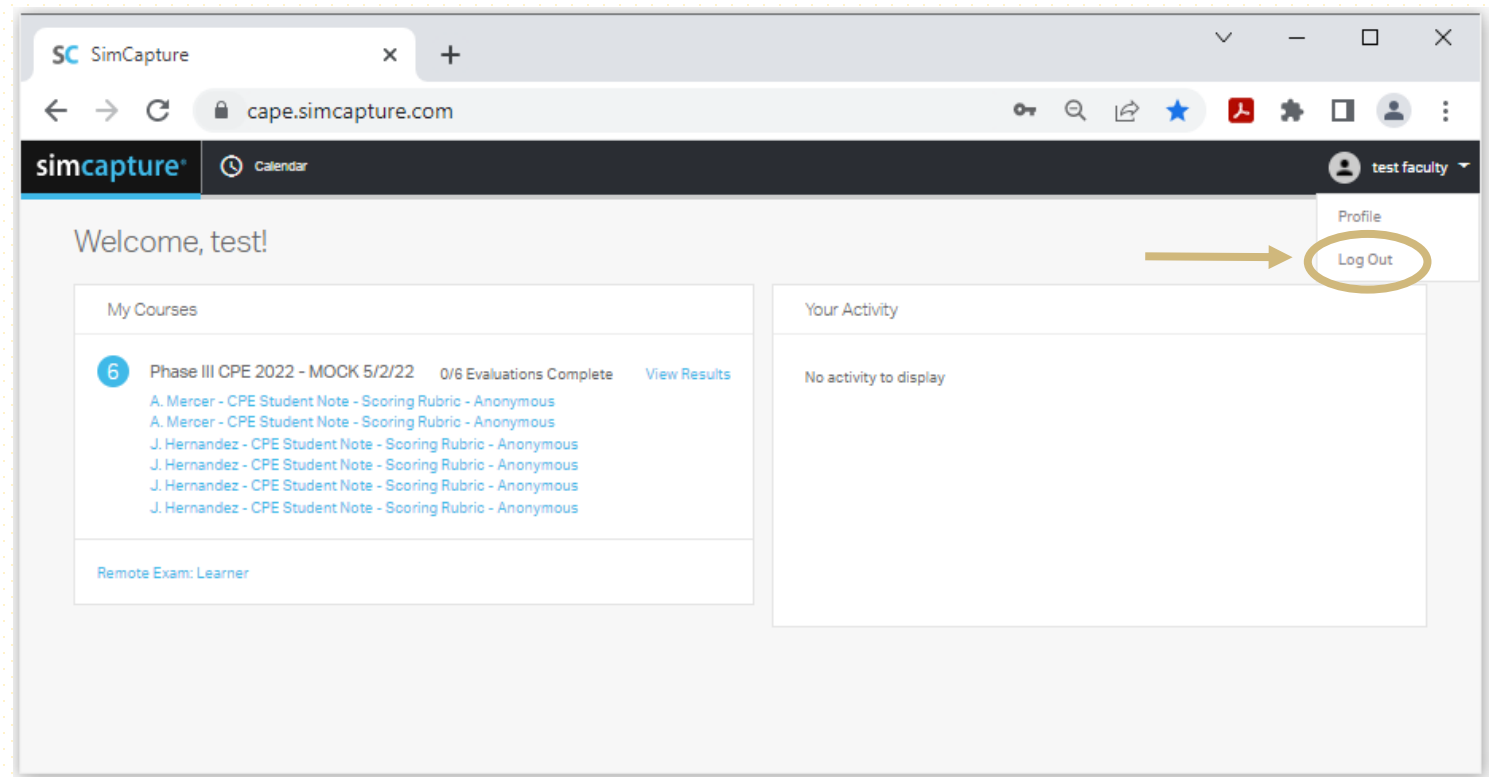 SC SimCapture
cape.simcapture.com
simcapture Calendar test faculty
Profile
Log Out
Welcome, test!
My Courses
6 Phase III CPE 2022 - MOCK 5/2/22 0/6 Evaluations Complete View Results
A. Mercer - CPE Student Note - Scoring Rubric - Anonymous
A. Mercer - CPE Student Note - Scoring Rubric - Anonymous
J. Hernandez - CPE Student Note - Scoring Rubric - Anonymous
J. Hernandez - CPE Student Note - Scoring Rubric - Anonymous
J. Hernandez - CPE Student Note - Scoring Rubric - Anonymous
J. Hernandez - CPE Student Note - Scoring Rubric - Anonymous
Remote Exam: Learner
Your Activity
No activity to display